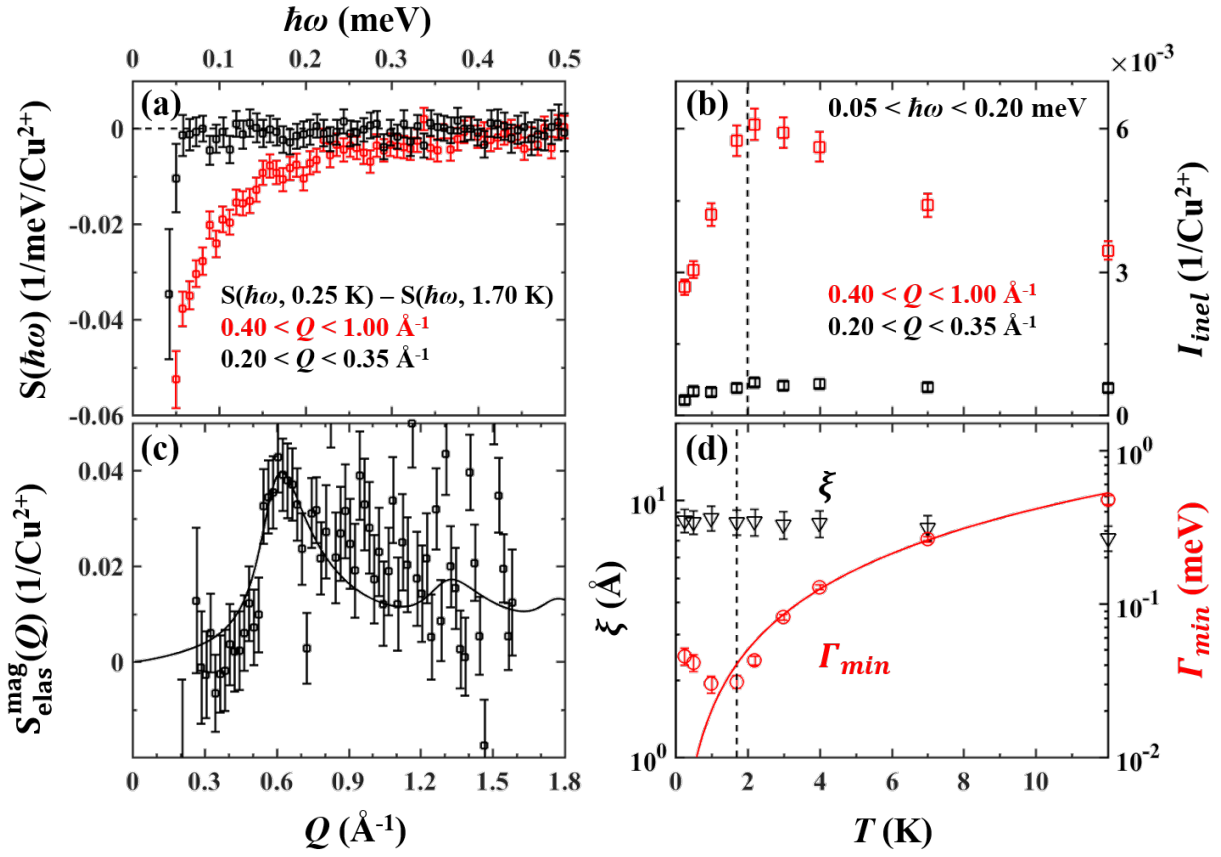 ħω (meV)
0 0.1 0.2 0.3 0.4 0.5
(a)
0
-0.02
-0.04
-0.06
S(ħω) (1/meV/Cu²⁺)
S(ħω, 0.25 K) – S(ħω, 1.70 K)
0.40 < Q < 1.00 Å⁻¹
0.20 < Q < 0.35 Å⁻¹
×10⁻³
(b)
0.05 < ħω < 0.20 meV
6
3
0
I_inel (1/Cu²⁺)
0.40 < Q < 1.00 Å⁻¹
0.20 < Q < 0.35 Å⁻¹
(c)
0.04
0.02
0
S^mag_elas(Q) (1/Cu²⁺)
0 0.3 0.6 0.9 1.2 1.5 1.8
Q (Å⁻¹)
(d)
ξ
Γ_min
10¹
10⁰
ξ (Å)
10⁰
10⁻¹
10⁻²
Γ_min (meV)
0 2 4 6 8 10
T (K)